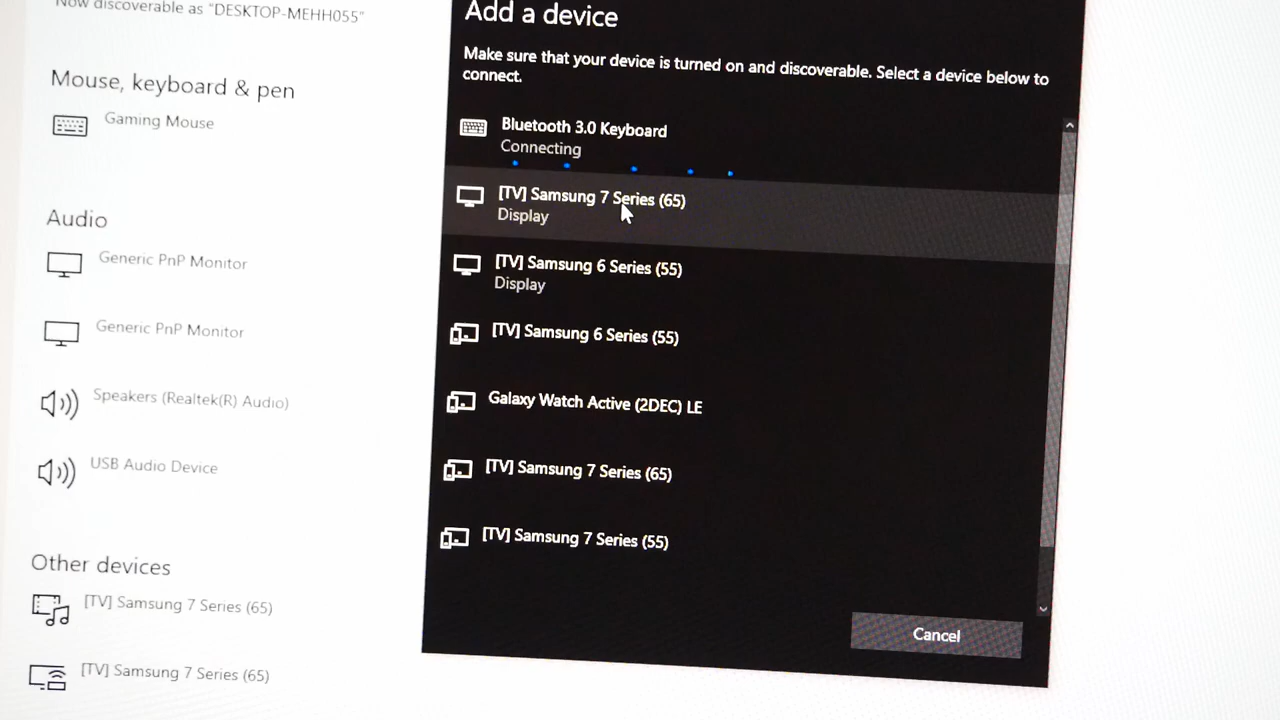 Now discoverable as "DESKTOP-MEHH055"
Mouse, keyboard & pen
Gaming Mouse
Audio
Generic PnP Monitor
Generic PnP Monitor
Speakers (Realtek(R) Audio)
USB Audio Device
Other devices
[TV] Samsung 7 Series (65)
[TV] Samsung 7 Series (65)
Add a device
Make sure that your device is turned on and discoverable. Select a device below to
connect.
Bluetooth 3.0 Keyboard
Connecting
[TV] Samsung 7 Series (65)
Display
[TV] Samsung 6 Series (55)
Display
[TV] Samsung 6 Series (55)
Galaxy Watch Active (2DEC) LE
[TV] Samsung 7 Series (65)
[TV] Samsung 7 Series (55)
Cancel